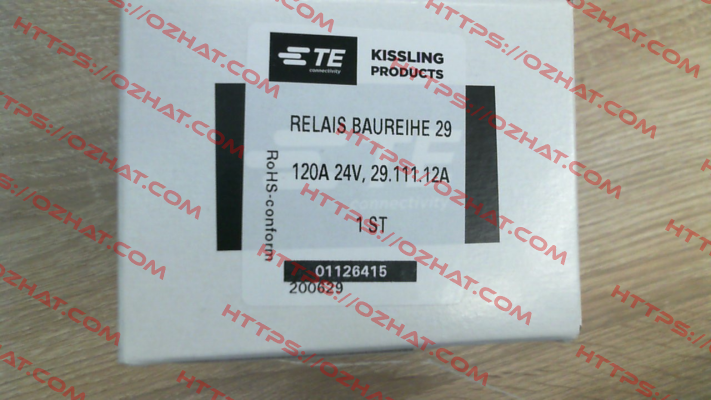 TE
connectivity
KISSLING
PRODUCTS
RELAIS BAUREIHE 29
120A 24V, 29.111.12A
1 ST
RoHS-conform
01126415
200629
HTTPS://OZHAT.COM